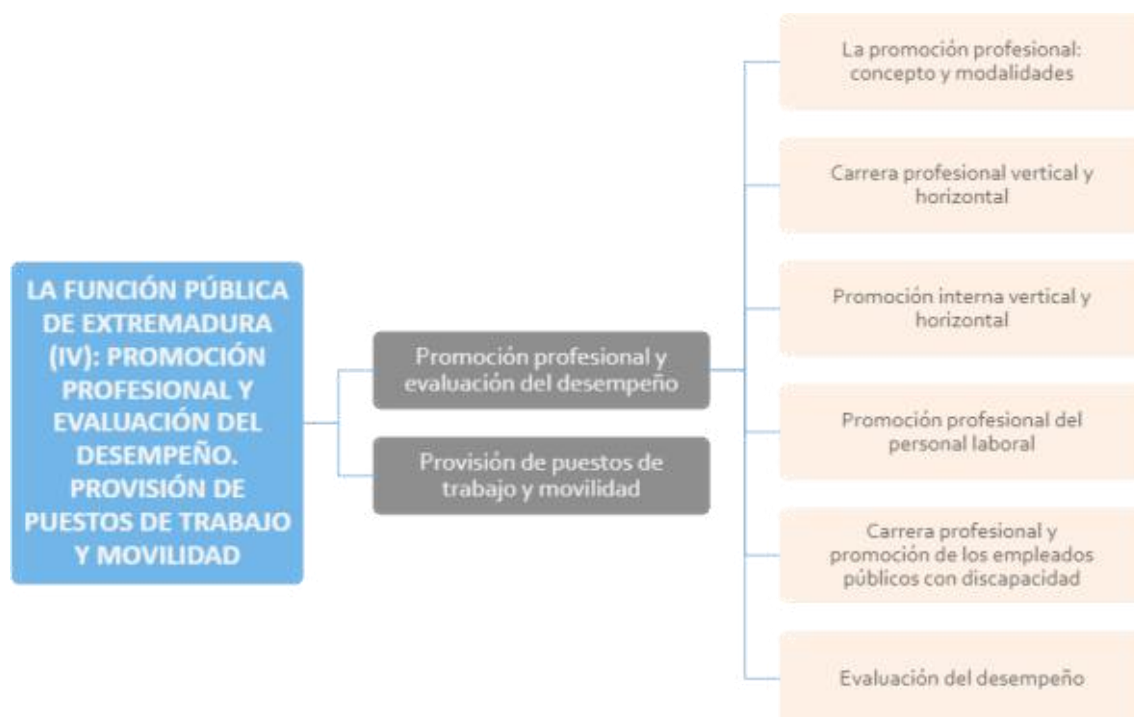 LA FUNCIÓN PÚBLICA
DE EXTREMADURA
(IV): PROMOCIÓN
PROFESIONAL Y
EVALUACIÓN DEL
DESEMPEÑO.
PROVISIÓN DE
PUESTOS DE TRABAJO
Y MOVILIDAD
Promoción profesional y
evaluación del desempeño
Provisión de puestos de
trabajo y movilidad
La promoción profesional:
concepto y modalidades
Carrera profesional vertical y
horizontal
Promoción interna vertical y
horizontal
Promoción profesional del
personal laboral
Carrera profesional y
promoción de los empleados
públicos con discapacidad
Evaluación del desempeño